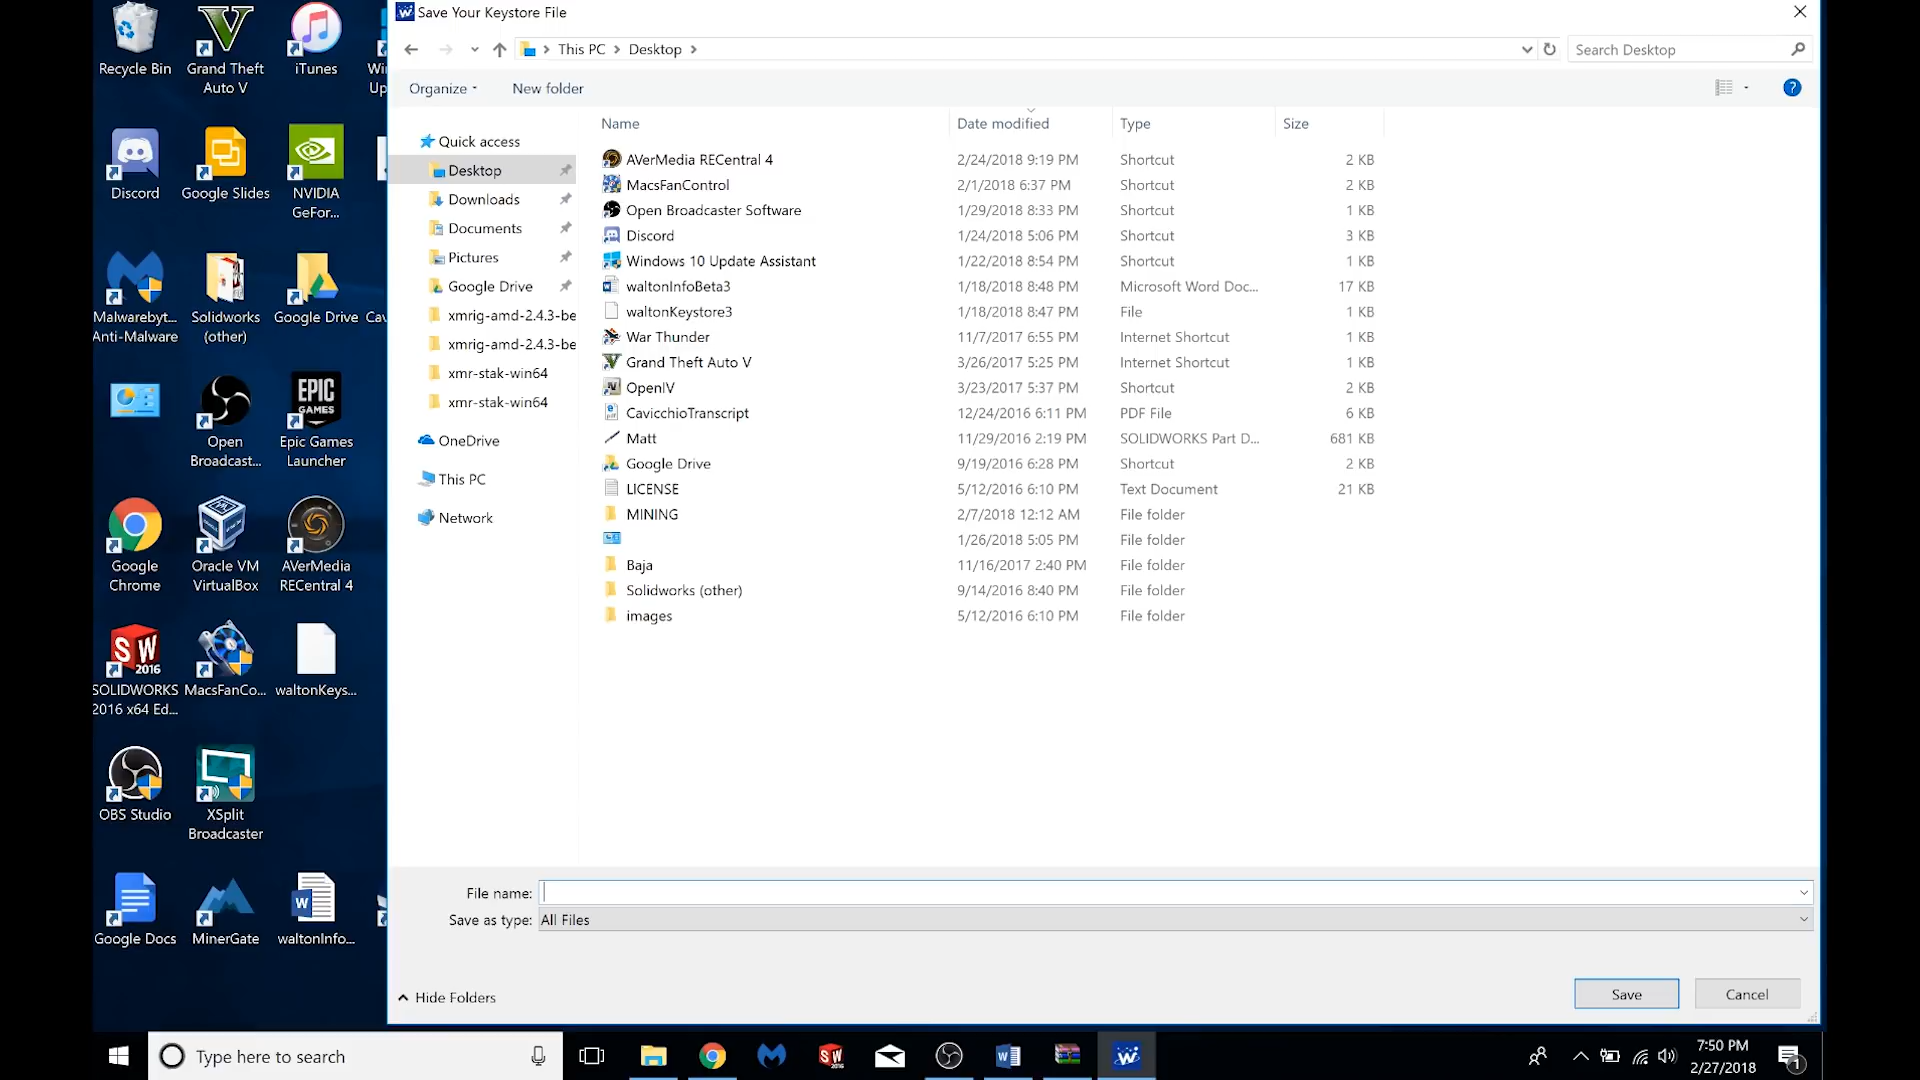 Save Your Keystore File
This PC
Desktop
Search Desktop
Organize
New folder
Name
Date modified
Type
Size
Quick access
Desktop
Downloads
Documents
Pictures
Google Drive
xmrig-amd-2.4.3-be
xmrig-amd-2.4.3-be
xmr-stak-win64
xmr-stak-win64
OneDrive
This PC
Network
AVerMedia RECentral 4 2/24/2018 9:19 PM Shortcut 2 KB
MacsFanControl 2/1/2018 6:37 PM Shortcut 2 KB
Open Broadcaster Software 1/29/2018 8:33 PM Shortcut 1 KB
Discord 1/24/2018 5:06 PM Shortcut 3 KB
Windows 10 Update Assistant 1/22/2018 8:54 PM Shortcut 1 KB
waltonInfoBeta3 1/18/2018 8:48 PM Microsoft Word Doc... 17 KB
waltonKeystore3 1/18/2018 8:47 PM File 1 KB
War Thunder 11/7/2017 6:55 PM Internet Shortcut 1 KB
Grand Theft Auto V 3/26/2017 5:25 PM Internet Shortcut 1 KB
OpenIV 3/23/2017 5:37 PM Shortcut 2 KB
CavicchioTranscript 12/24/2016 6:11 PM PDF File 6 KB
Matt 11/29/2016 2:19 PM SOLIDWORKS Part D... 681 KB
Google Drive 9/19/2016 6:28 PM Shortcut 2 KB
LICENSE 5/12/2016 6:10 PM Text Document 21 KB
MINING 2/7/2018 12:12 AM File folder
1/26/2018 5:05 PM File folder
Baja 11/16/2017 2:40 PM File folder
Solidworks (other) 9/14/2016 8:40 PM File folder
images 5/12/2016 6:10 PM File folder
File name:
Save as type: All Files
Hide Folders
Save
Cancel
Recycle Bin
Grand Theft
Auto V
iTunes
Win
Up
Discord
Google Slides
NVIDIA
GeFor...
Malwarebyt...
Anti-Malware
Solidworks
(other)
Google Drive
Cav
Open
Broadcast...
EPIC
GAMES
Epic Games
Launcher
Google
Chrome
Oracle VM
VirtualBox
AVerMedia
RECentral 4
SW
2016
SOLIDWORKS
2016 x64 Ed...
MacsFanCo...
waltonKeys...
OBS Studio
XSplit
Broadcaster
Google Docs
MinerGate
waltonInfo...
Type here to search
7:50 PM
2/27/2018
1